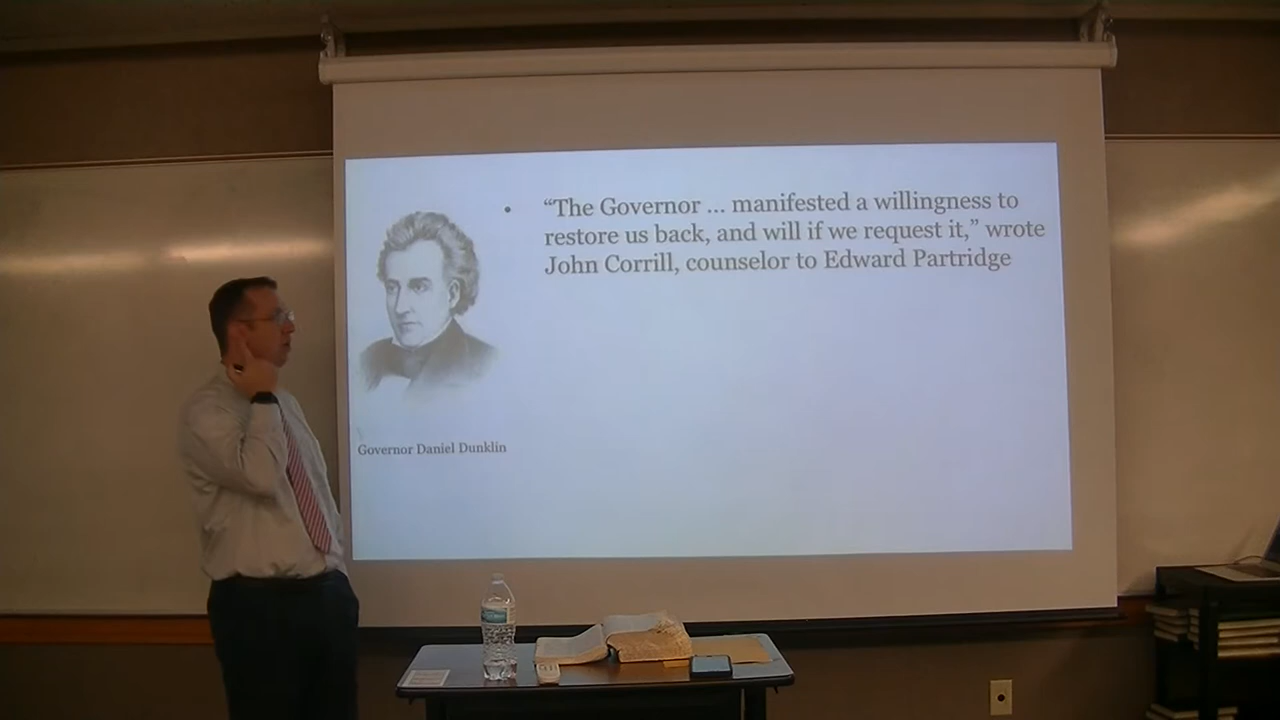 • “The Governor ... manifested a willingness to
restore us back, and will if we request it,” wrote
John Corrill, counselor to Edward Partridge
Governor Daniel Dunklin